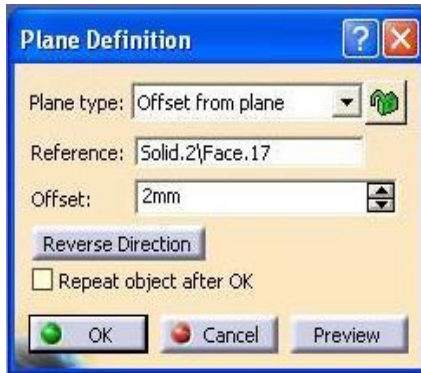 Plane Definition
Plane type: Offset from plane
Reference: Solid.2\Face.17
Offset: 2mm
Reverse Direction
Repeat object after OK
OK Cancel Preview